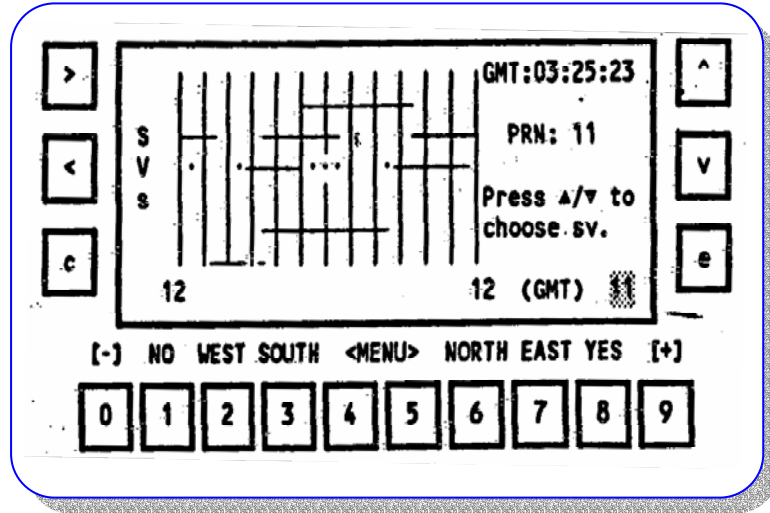 >
<
c
GMT:03:25:23
PRN: 11
S
V
s
Press ▲/▼ to
choose sv.
12
12 (GMT) 11
^
v
e
[-] NO WEST SOUTH <MENU> NORTH EAST YES [+]
0 1 2 3 4 5 6 7 8 9